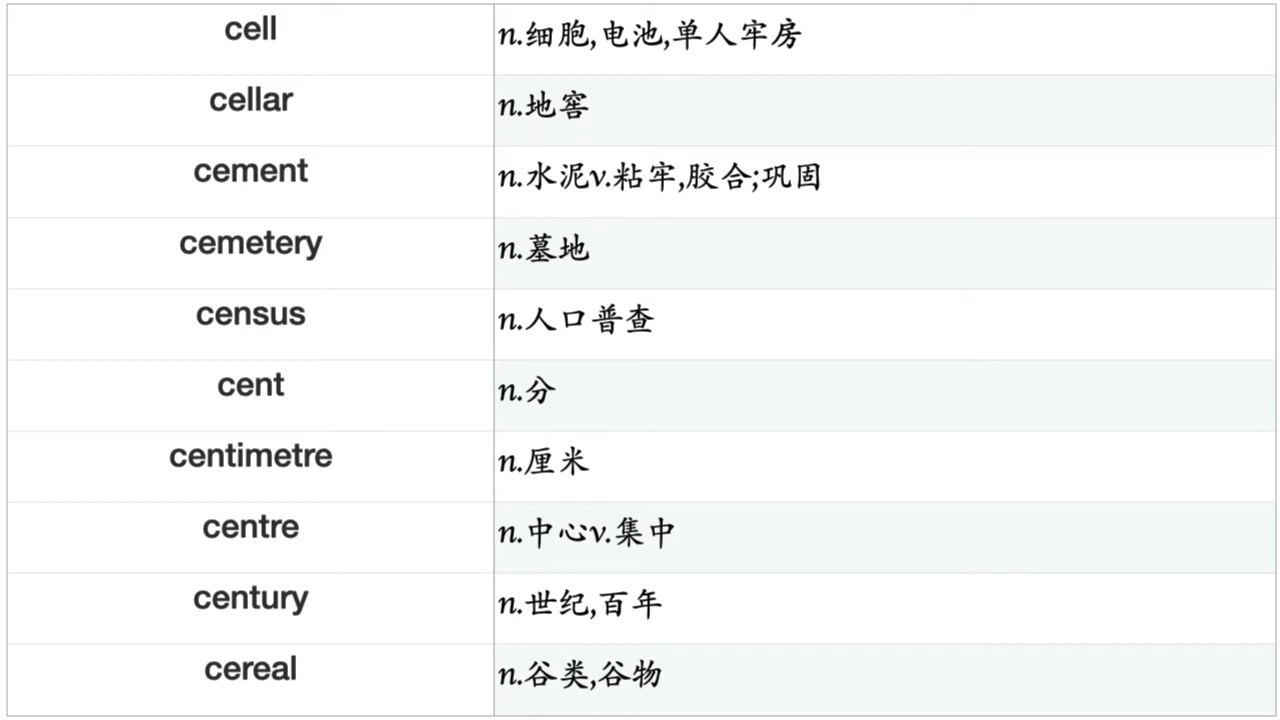 cell n.细胞,电池,单人牢房
cellar n.地窖
cement n.水泥v.粘牢,胶合;巩固
cemetery n.墓地
census n.人口普查
cent n.分
centimetre n.厘米
centre n.中心v.集中
century n.世纪,百年
cereal n.谷类,谷物